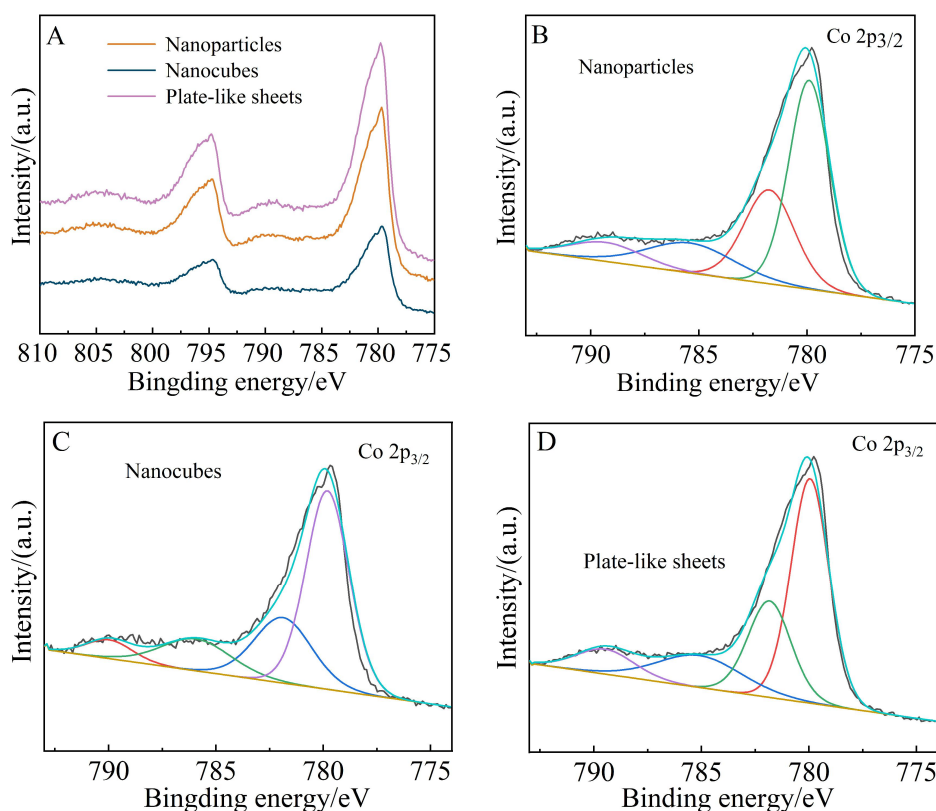 A
Nanoparticles
Nanocubes
Plate-like sheets
Intensity/(a.u.)
810 805 800 795 790 785 780 775
Bingding energy/eV
B
Co 2p3/2
Nanoparticles
Intensity/(a.u.)
790 785 780 775
Binding energy/eV
C
Co 2p3/2
Nanocubes
Intensity/(a.u.)
790 785 780 775
Bingding energy/eV
D
Co 2p3/2
Plate-like sheets
Intensity/(a.u.)
790 785 780 775
Binding energy/eV